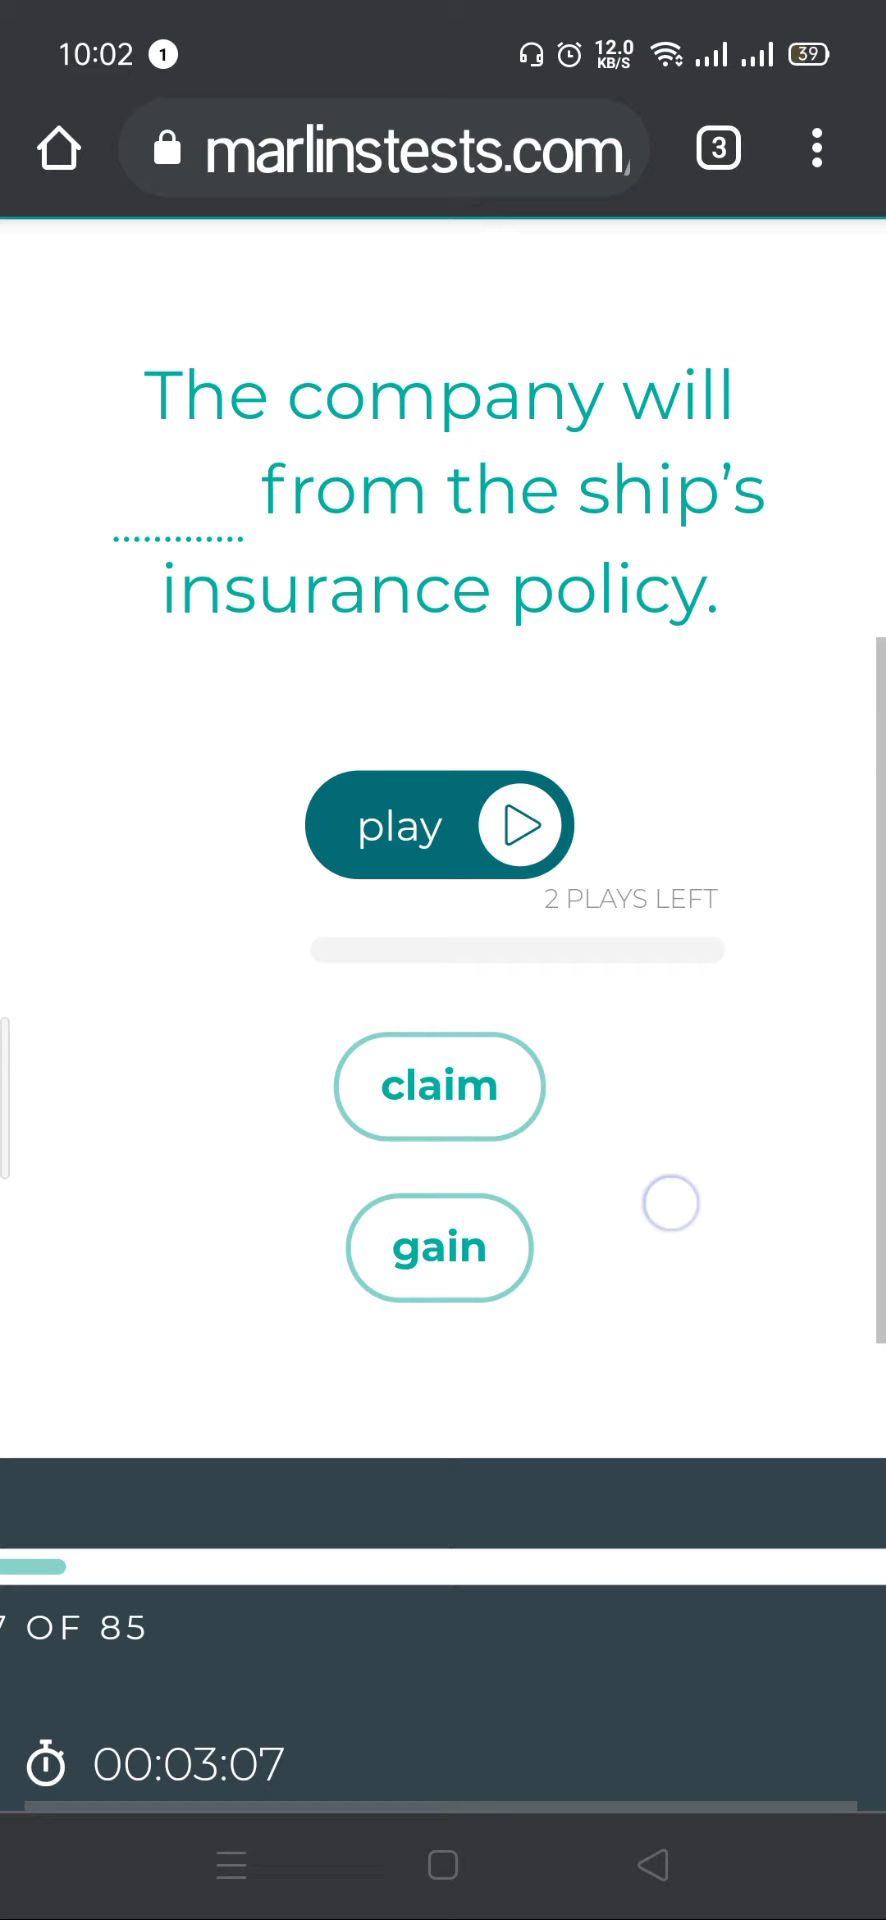 10:02 1 12.0 KB/S 39
marlinstests.com 3
The company will
............. from the ship’s
insurance policy.
play
2 PLAYS LEFT
claim
gain
OF 85
00:03:07